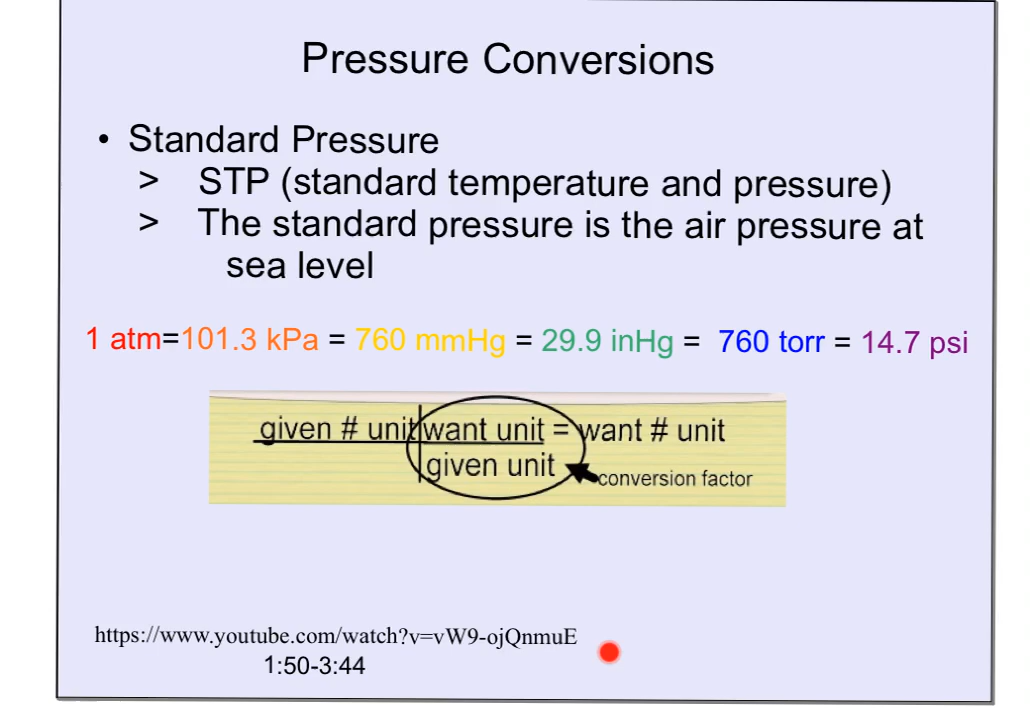 Pressure Conversions
• Standard Pressure
> STP (standard temperature and pressure)
> The standard pressure is the air pressure at
sea level
1 atm=101.3 kPa = 760 mmHg = 29.9 inHg = 760 torr = 14.7 psi
given # unit want unit = want # unit
given unit
conversion factor
https://www.youtube.com/watch?v=vW9-ojQnmuE
1:50-3:44